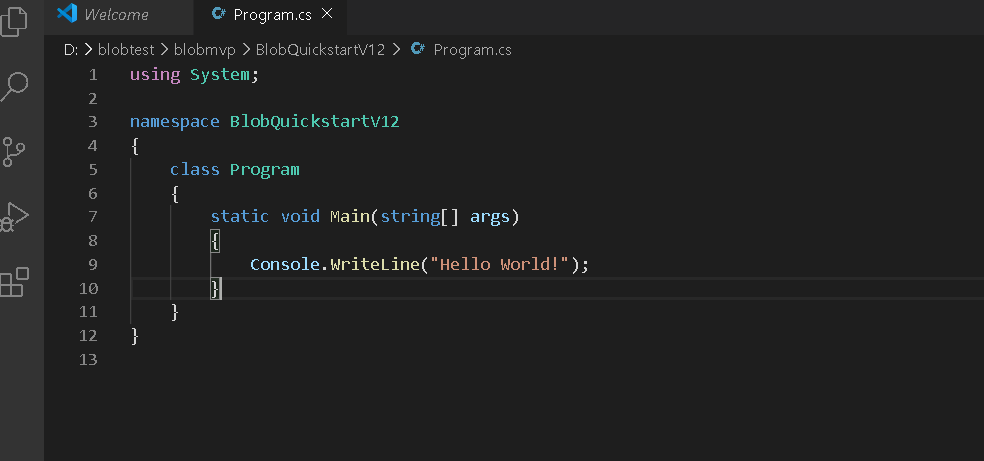 Welcome
Program.cs
D: > blobtest > blobmvp > BlobQuickstartV12 > Program.cs
1 using System;
2
3 namespace BlobQuickstartV12
4 {
5 class Program
6 {
7 static void Main(string[] args)
8 {
9 Console.WriteLine("Hello World!");
10 }
11 }
12 }
13